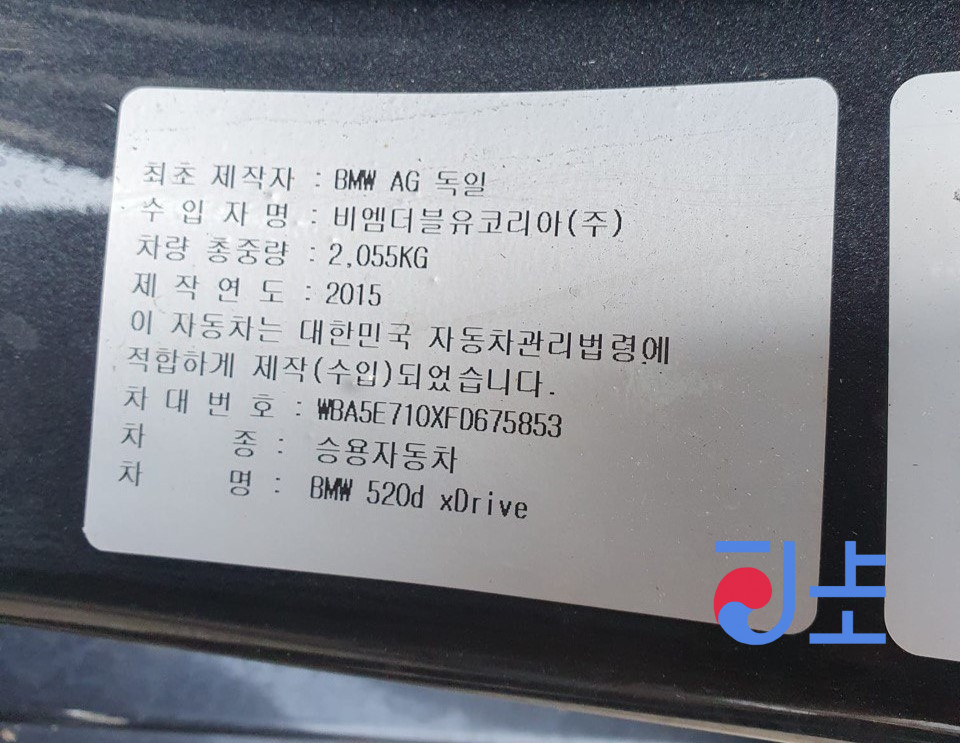 최초 제작자 : BMW AG 독일
수 입 자 명 : 비엠더블유코리아(주)
차량 총중량 : 2,055KG
제 작 연 도 : 2015
이 자동차는 대한민국 자동차관리법령에
적합하게 제작(수입)되었습니다.
차 대 번 호 : WBA5E710XFD675853
차 종 : 승용자동차
차 명 : BMW 520d xDrive